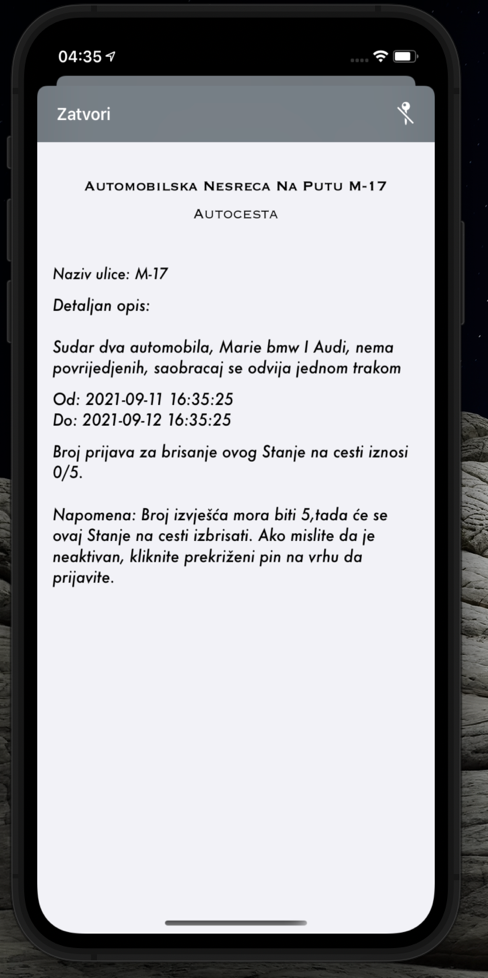 04:35
Zatvori
Automobilska Nesreca Na Putu M-17
Autocesta
Naziv ulice: M-17
Detaljan opis:
Sudar dva automobila, Marie bmw I Audi, nema
povrijedjenih, saobracaj se odvija jednom trakom
Od: 2021-09-11 16:35:25
Do: 2021-09-12 16:35:25
Broj prijava za brisanje ovog Stanje na cesti iznosi
0/5.
Napomena: Broj izvješća mora biti 5,tada će se
ovaj Stanje na cesti izbrisati. Ako mislite da je
neaktivan, kliknite prekriženi pin na vrhu da
prijavite.